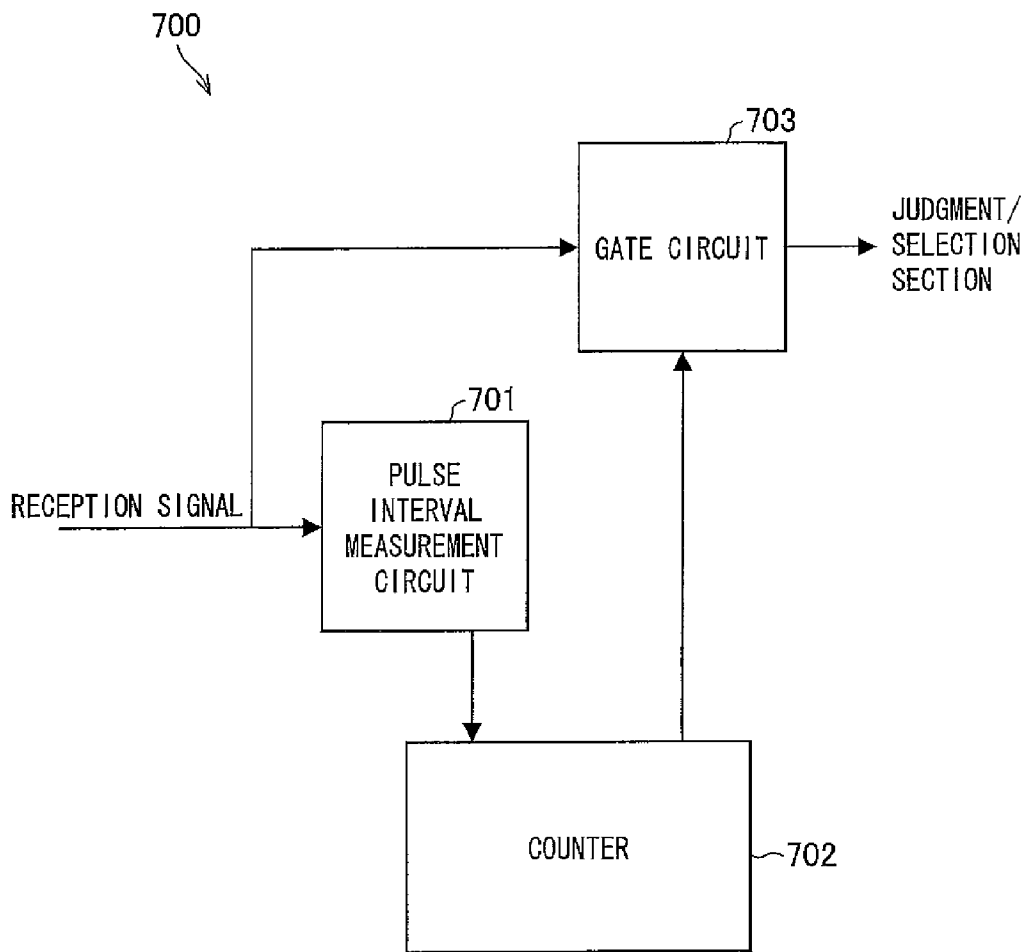 700
703
GATE CIRCUIT
JUDGMENT/
SELECTION
SECTION
701
PULSE
INTERVAL
MEASUREMENT
CIRCUIT
RECEPTION SIGNAL
COUNTER
702